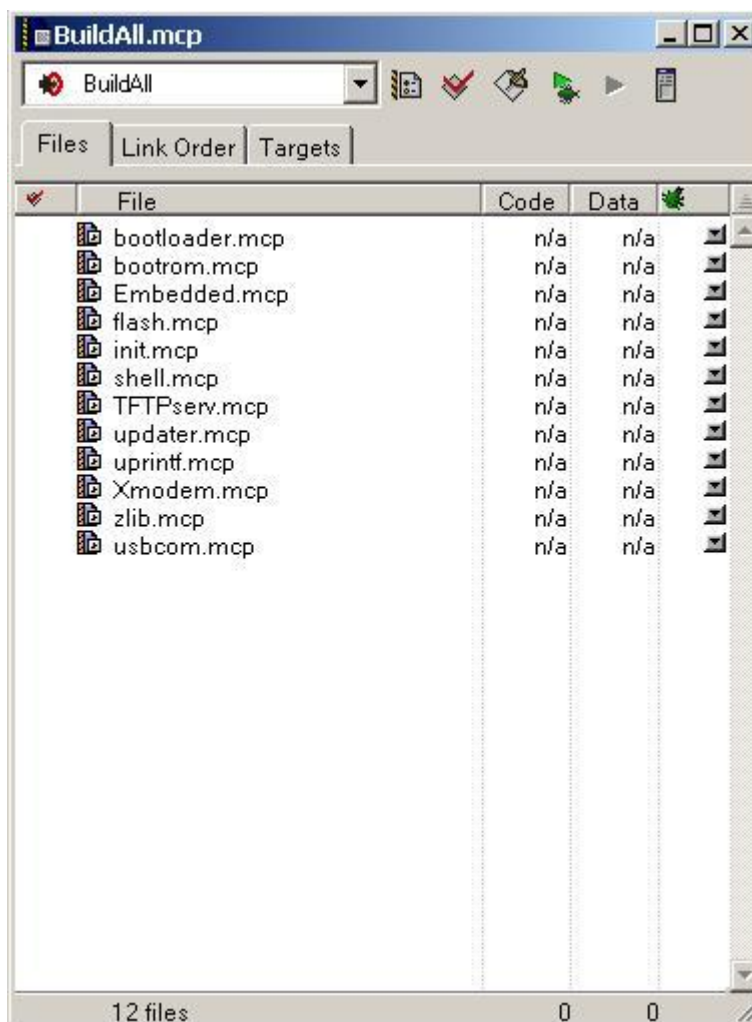 BuildAll.mcp
BuildAll
Files Link Order Targets
File Code Data
bootloader.mcp n/a n/a
bootrom.mcp n/a n/a
Embedded.mcp n/a n/a
flash.mcp n/a n/a
init.mcp n/a n/a
shell.mcp n/a n/a
TFTPserv.mcp n/a n/a
updater.mcp n/a n/a
uprintf.mcp n/a n/a
Xmodem.mcp n/a n/a
zlib.mcp n/a n/a
usbcom.mcp n/a n/a
12 files 0 0